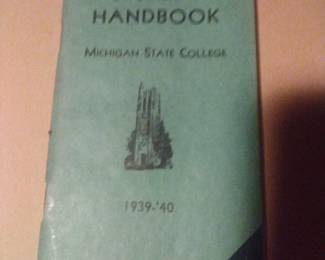 HANDBOOK
MICHIGAN STATE COLLEGE
1939-'40